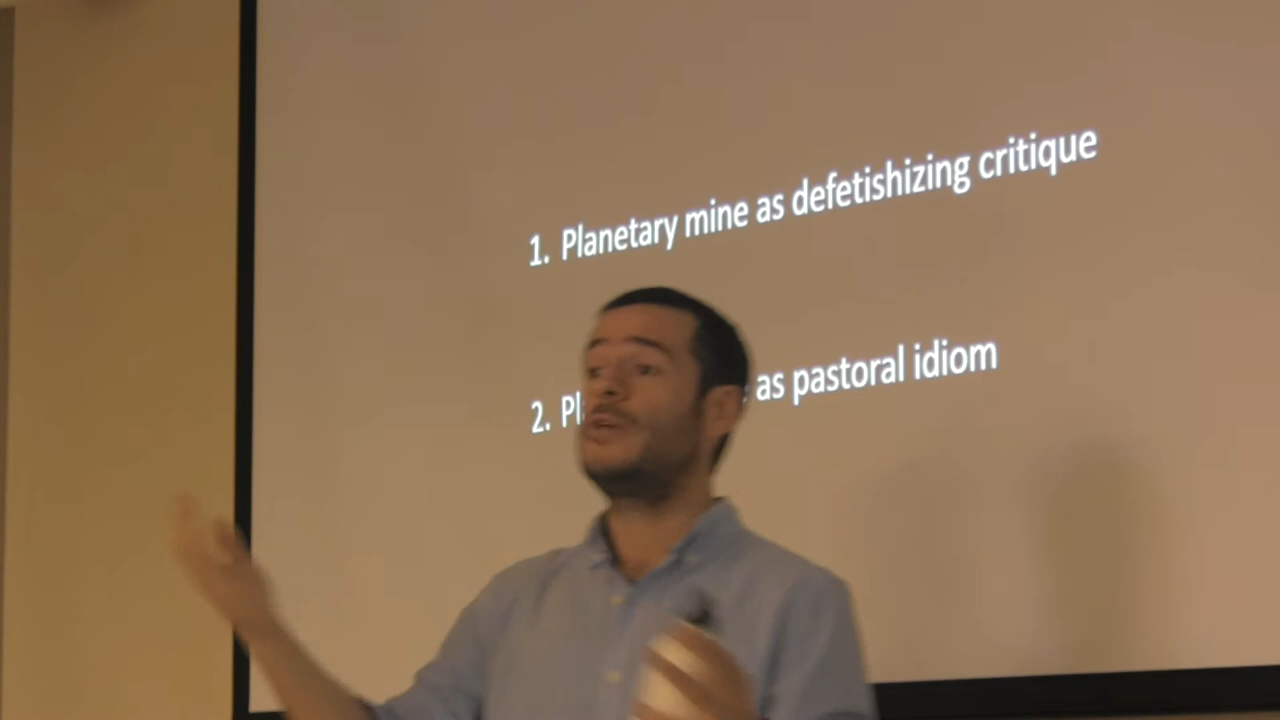 1. Planetary mine as defetishizing critique
2. Pl as pastoral idiom